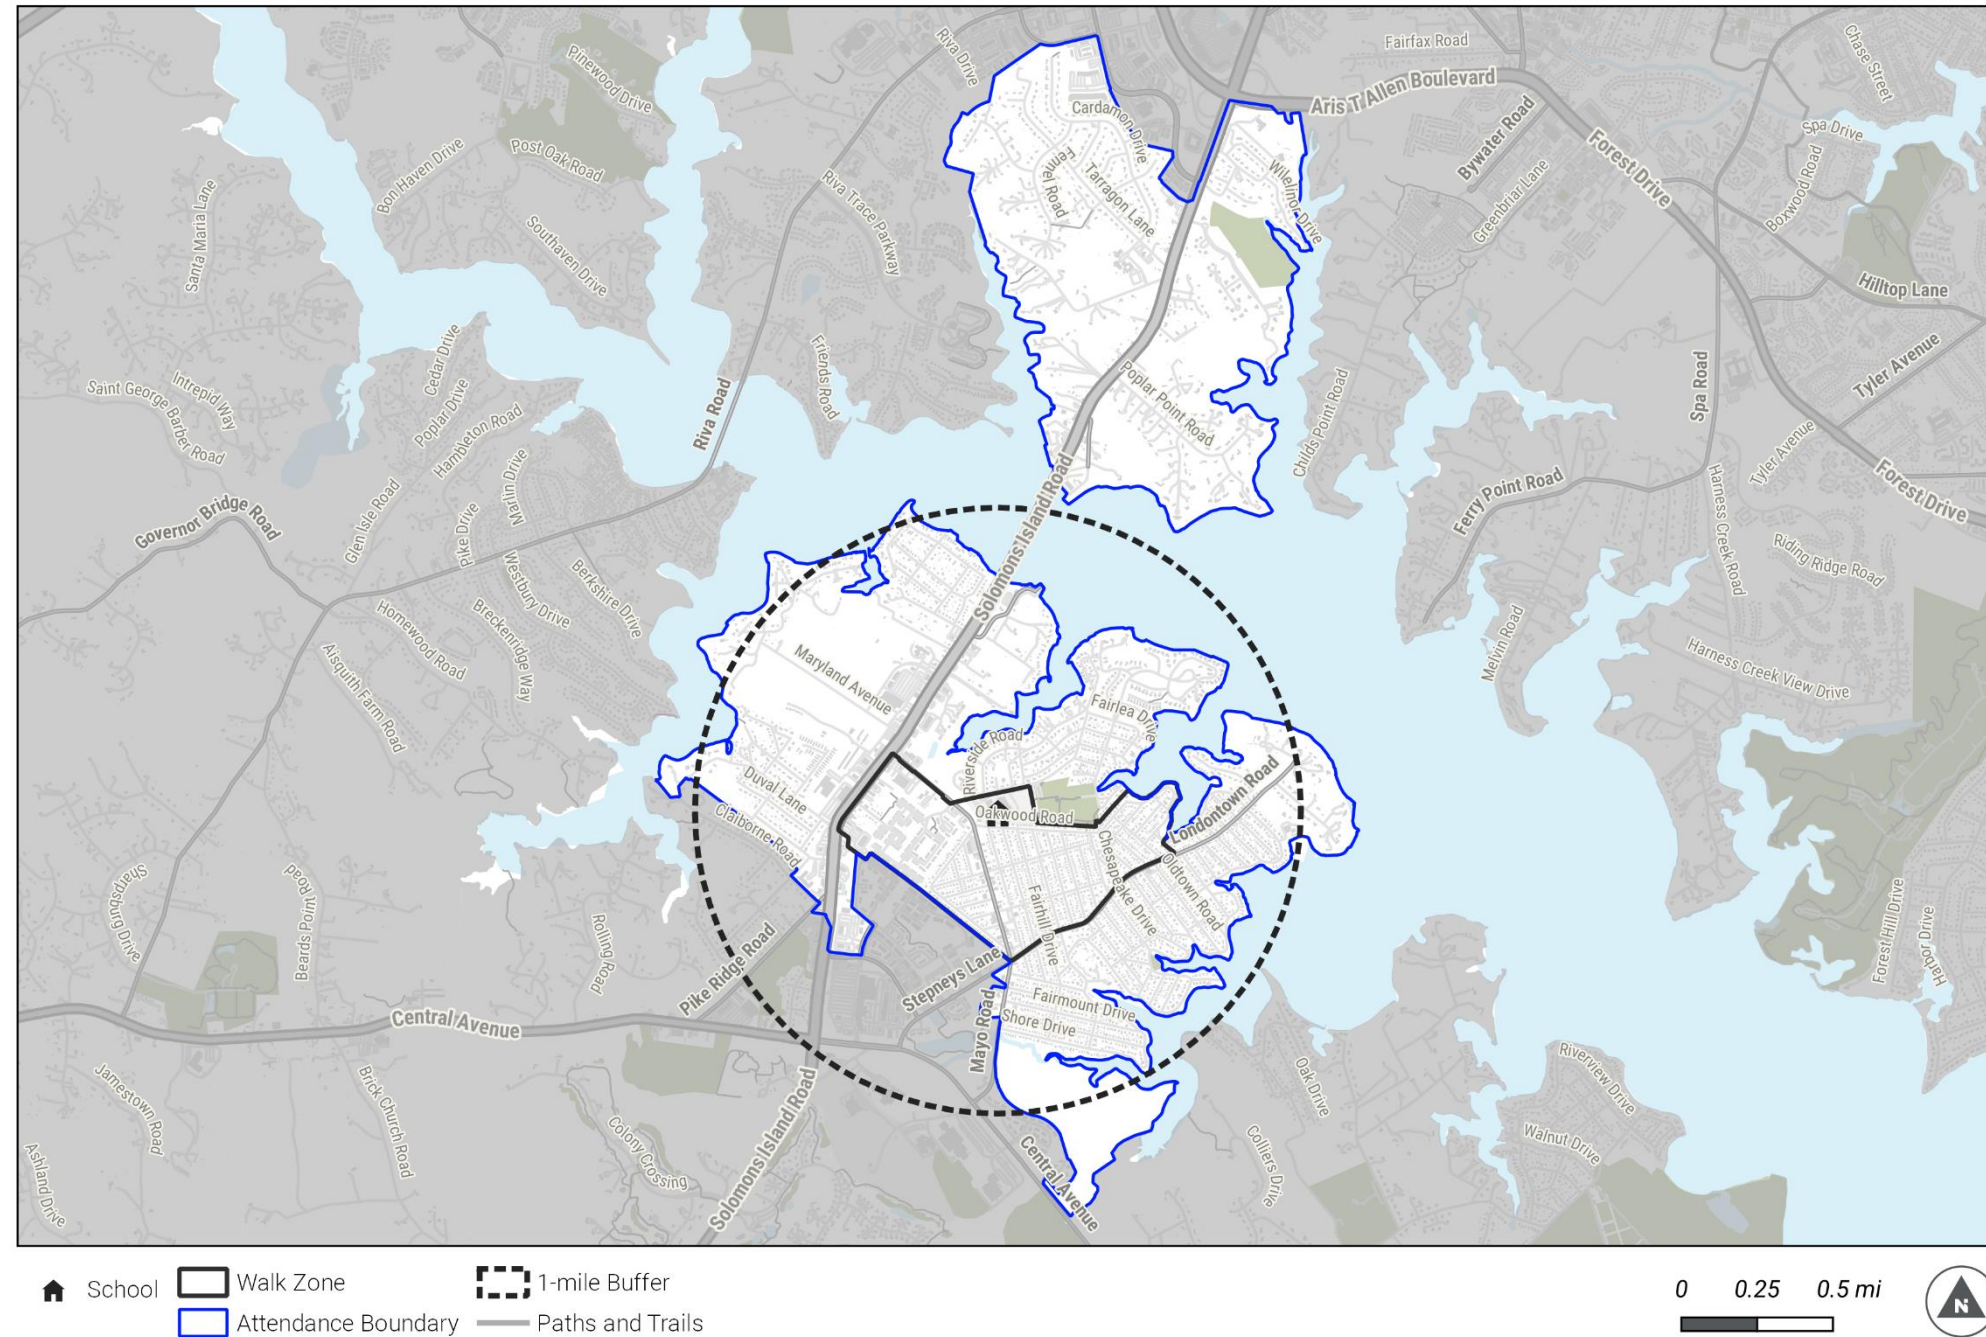 Riva Drive
Fairfax Road
Chase Street
Pinewood Drive
Aris T Allen Boulevard
Cardamon Drive
Bywater Road
Spa Drive
Post Oak Road
Bon Haven Drive
Forest Drive
Fennel Road
Tarragon Lane
Wilelinor Drive
Greenbriar Lane
Boxwood Road
Santa Maria Lane
Riva Trace Parkway
Southaven Drive
Hilltop Lane
Cedar Drive
Friends Road
Poplar Point Road
Childs Point Road
Spa Road
Tyler Avenue
Saint George Barber Road
Intrepid Way
Poplar Drive
Hambleton Road
Riva Road
Tyler Avenue
Marlin Drive
Solomons Island Road
Ferry Point Road
Forest Drive
Governor Bridge Road
Glen Isle Road
Pike Drive
Harness Creek Road
Riding Ridge Road
Westbury Drive
Berkshire Drive
Solomons Island Road
Homewood Road
Breckenridge Way
Melvin Road
Aisquith Farm Road
Maryland Avenue
Harness Creek View Drive
Fairlea Drive
Riverside Road
Duval Lane
Londontown Road
Oakwood Road
Claiborne Road
Chesapeake Drive
Oldtown Road
Sharpsburg Drive
Beards Point Road
Fairhill Drive
Forest Hill Drive
Harbor Drive
Rolling Road
Pike Ridge Road
Stepneys Lane
Fairmount Drive
Central Avenue
Mayo Road
Shore Drive
Jamestown Road
Brick Church Road
Oak Drive
Riverview Drive
Walnut Drive
Colony Crossing
Solomons Island Road
Central Avenue
Colliers Drive
Ashland Drive
School
Walk Zone
1-mile Buffer
0 0.25 0.5 mi
N
Attendance Boundary
Paths and Trails